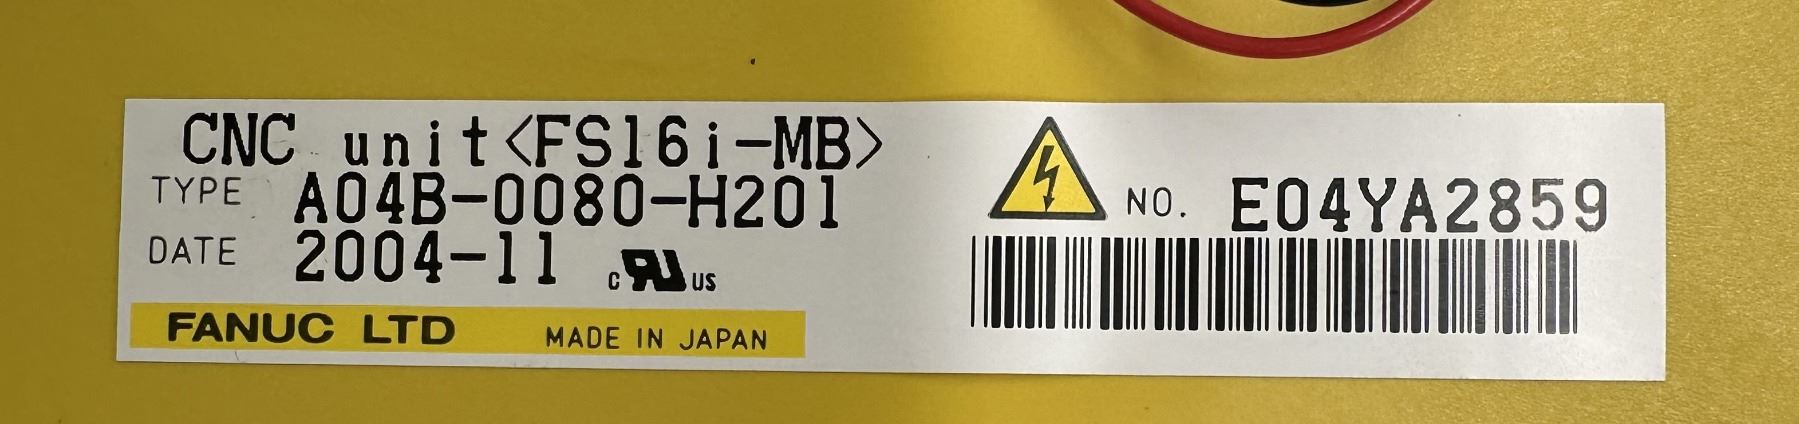 CNC unit<FS16i-MB>
TYPE A04B-0080-H201
DATE 2004-11
c RU US
FANUC LTD MADE IN JAPAN
NO. E04YA2859